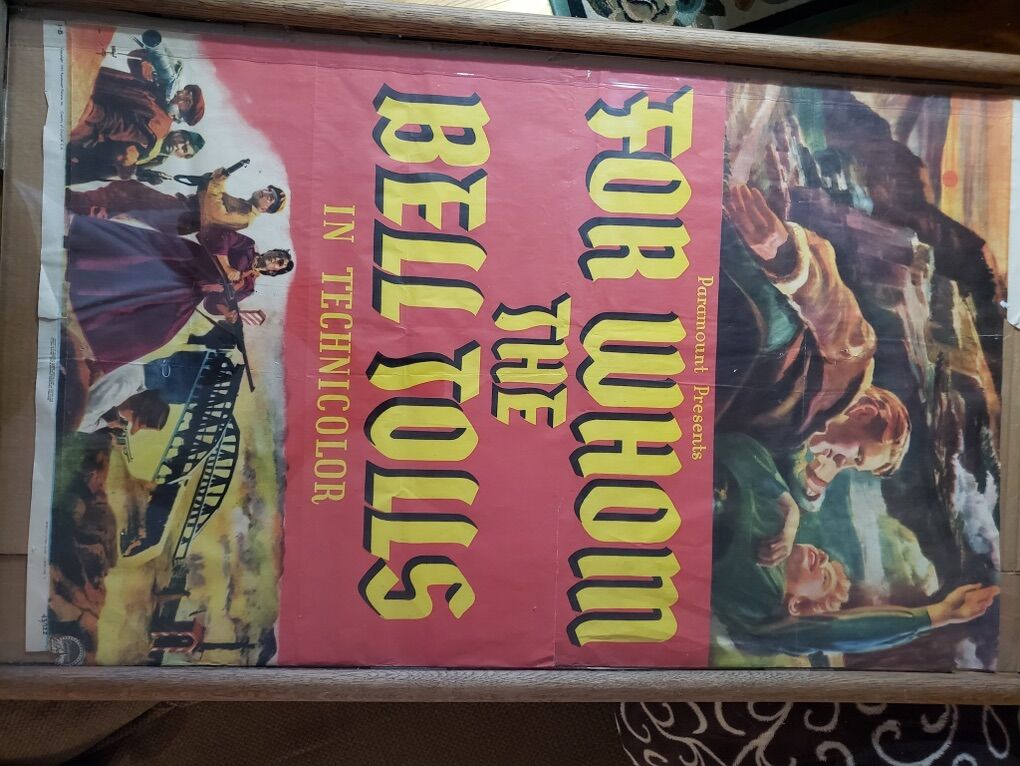 Paramount Presents
FOR WHOM
THE
BELL TOLLS
IN TECHNICOLOR